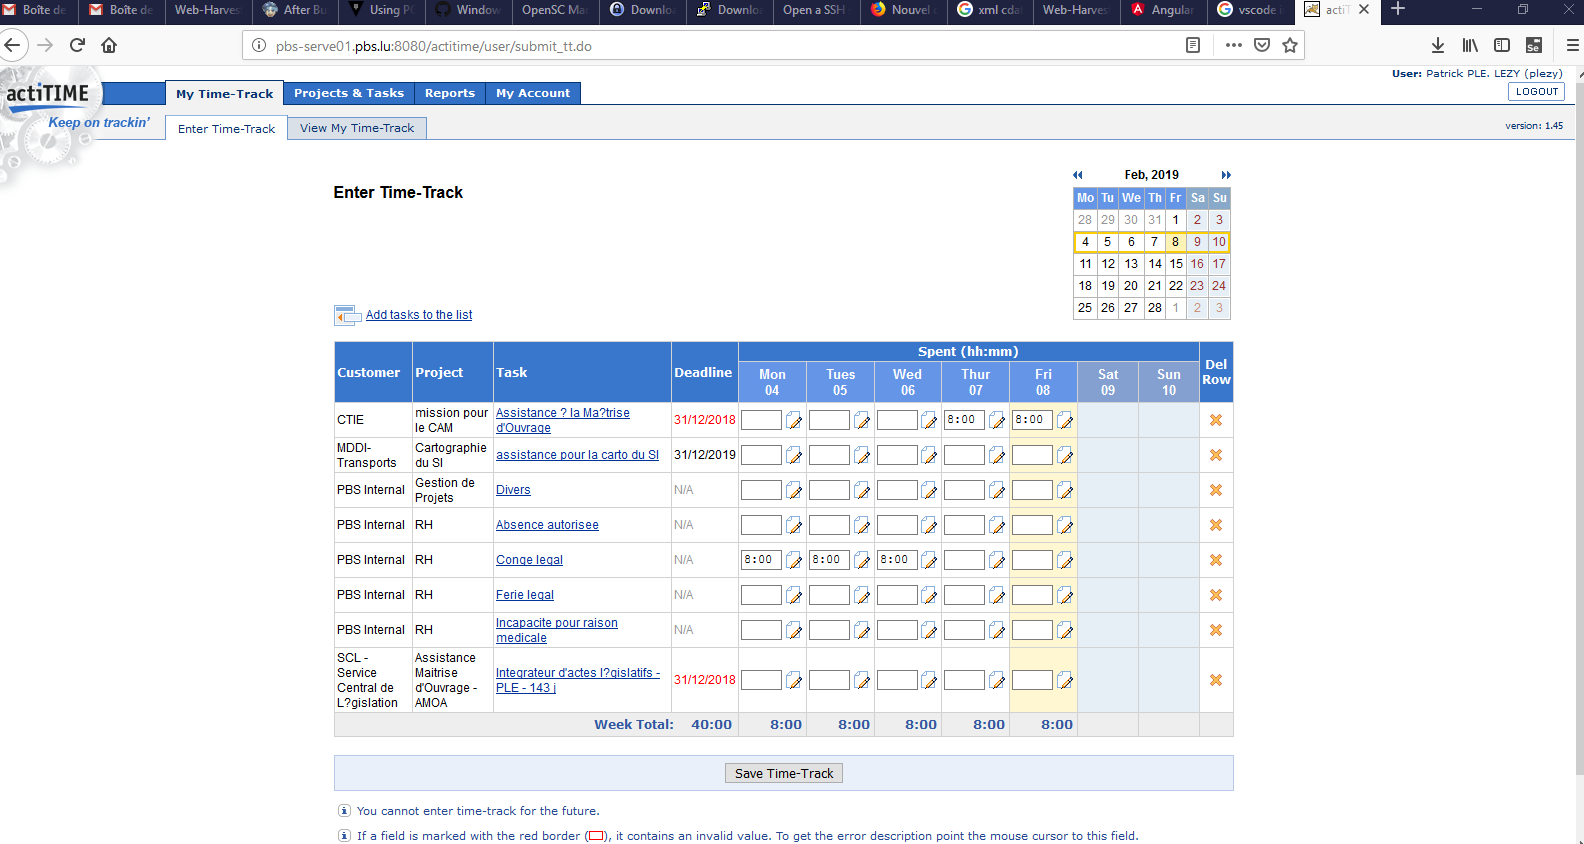 Boîte de
Boîte de
Web-Harves
After Bu
Using PC
Window
OpenSC Man
Downloa
Downloa
Open a SSH
Nouvel
xml cdat
Web-Harves
Angular
vscode
actiT
pbs-serve01.pbs.lu:8080/actitime/user/submit_tt.do
User: Patrick PLE. LEZY (plezy)
LOGOUT
version: 1.45
actiTIME
Keep on trackin'
My Time-Track
Projects & Tasks
Reports
My Account
Enter Time-Track
View My Time-Track
Enter Time-Track
Feb, 2019
Mo Tu We Th Fr Sa Su
28 29 30 31 1 2 3
4 5 6 7 8 9 10
11 12 13 14 15 16 17
18 19 20 21 22 23 24
25 26 27 28 1 2 3
Add tasks to the list
Customer Project Task Deadline Spent (hh:mm) Del Row
Mon 04 Tues 05 Wed 06 Thur 07 Fri 08 Sat 09 Sun 10
CTIE mission pour le CAM Assistance ? la Ma?trise d'Ouvrage 31/12/2018 8:00 8:00
MDDI-Transports Cartographie du SI assistance pour la carto du SI 31/12/2019
PBS Internal Gestion de Projets Divers N/A
PBS Internal RH Absence autorisee N/A
PBS Internal RH Conge legal N/A 8:00 8:00 8:00
PBS Internal RH Ferie legal N/A
PBS Internal RH Incapacite pour raison medicale N/A
SCL - Service Central de L?gislation Assistance Maitrise d'Ouvrage - AMOA Integrateur d'actes l?gislatifs - PLE - 143 j 31/12/2018
Week Total: 40:00 8:00 8:00 8:00 8:00 8:00
Save Time-Track
You cannot enter time-track for the future.
If a field is marked with the red border ( ), it contains an invalid value. To get the error description point the mouse cursor to this field.